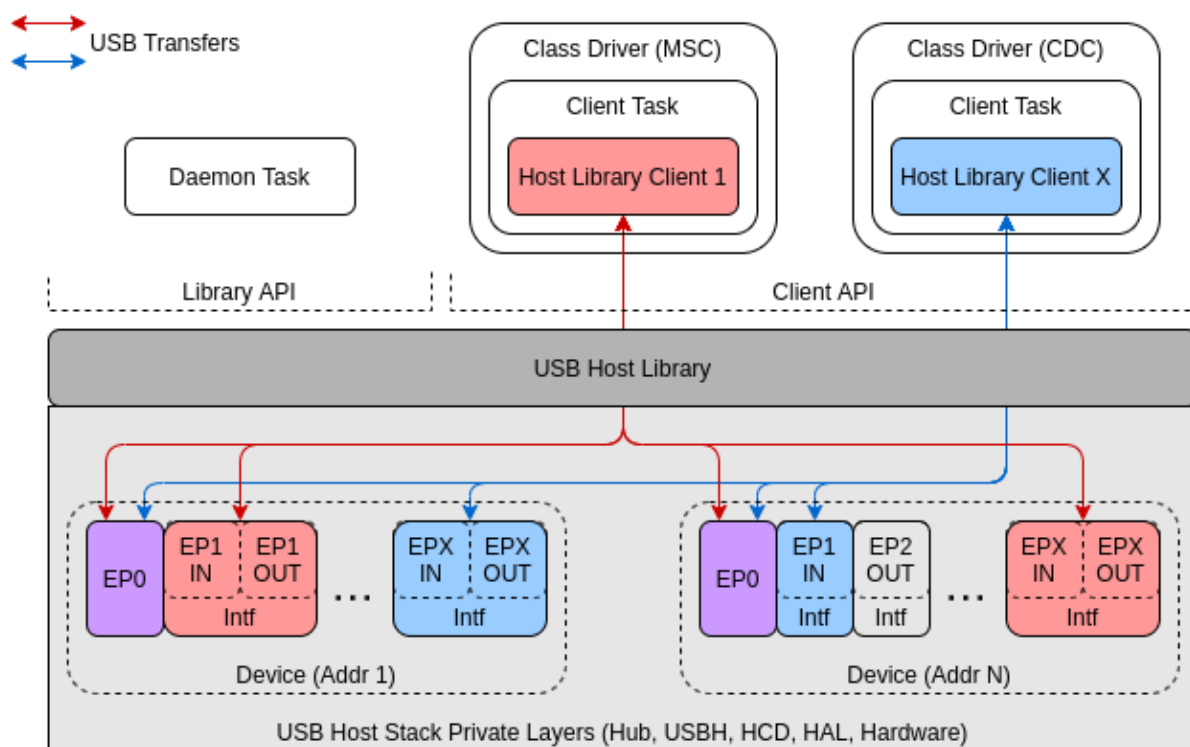 USB Transfers
Class Driver (MSC)
Class Driver (CDC)
Client Task
Client Task
Daemon Task
Host Library Client 1
Host Library Client X
Library API
Client API
USB Host Library
EP0
EP1
IN
EP1
OUT
Intf
...
EPX
IN
EPX
OUT
Intf
Device (Addr 1)
EP0
EP1
IN
Intf
EP2
OUT
Intf
...
EPX
IN
EPX
OUT
Intf
Device (Addr N)
USB Host Stack Private Layers (Hub, USBH, HCD, HAL, Hardware)